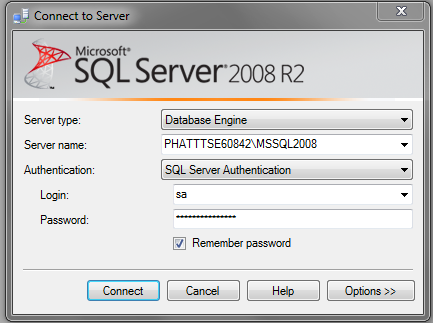 Connect to Server
Microsoft®
SQL Server® 2008 R2
Server type: Database Engine
Server name: PHATTTSE60842\MSSQL2008
Authentication: SQL Server Authentication
Login: sa
Password: ***************
Remember password
Connect Cancel Help Options >>